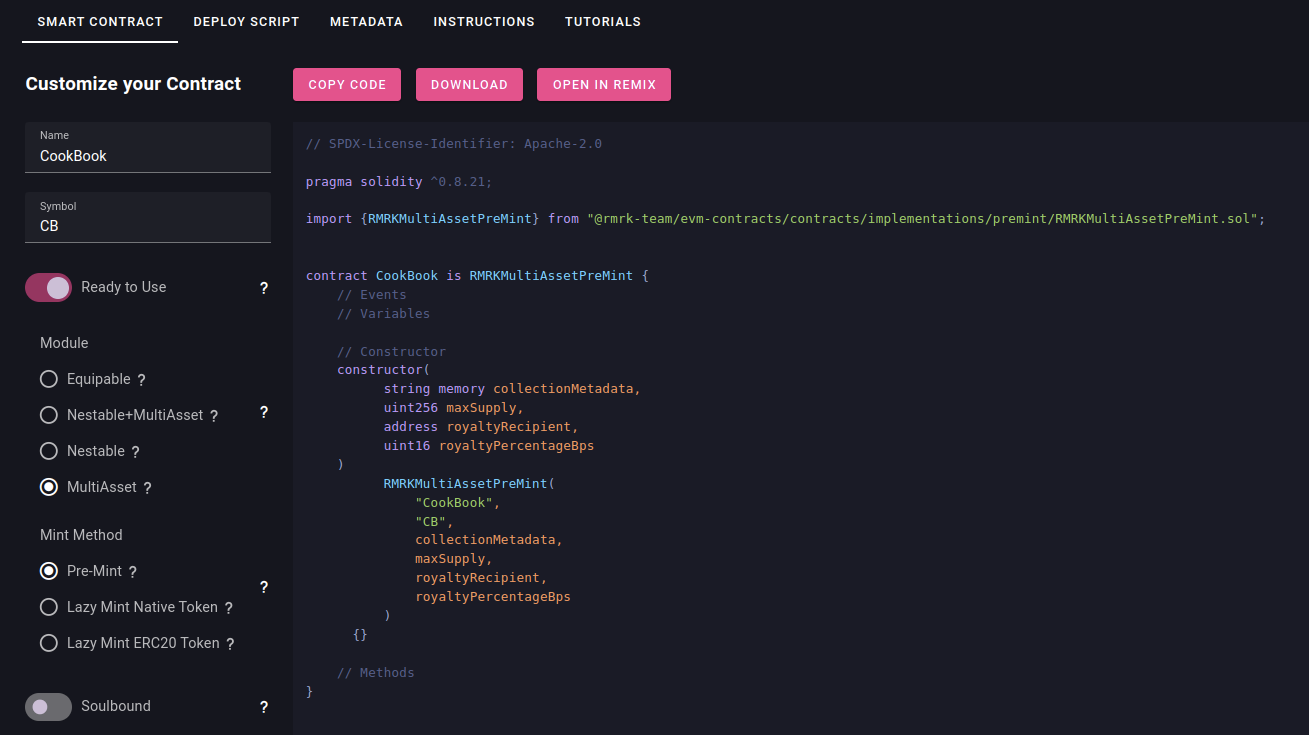 SMART CONTRACT DEPLOY SCRIPT METADATA INSTRUCTIONS TUTORIALS
Customize your Contract
COPY CODE DOWNLOAD OPEN IN REMIX
Name
CookBook
Symbol
CB
Ready to Use ?
Module
Equipable ?
Nestable+MultiAsset ? ?
Nestable ?
MultiAsset ?
Mint Method
Pre-Mint ?
?
Lazy Mint Native Token ?
Lazy Mint ERC20 Token ?
Soulbound ?
// SPDX-License-Identifier: Apache-2.0
pragma solidity ^0.8.21;
import {RMRKMultiAssetPreMint} from "@rmrk-team/evm-contracts/contracts/implementations/premint/RMRKMultiAssetPreMint.sol";
contract CookBook is RMRKMultiAssetPreMint {
// Events
// Variables
// Constructor
constructor(
string memory collectionMetadata,
uint256 maxSupply,
address royaltyRecipient,
uint16 royaltyPercentageBps
)
RMRKMultiAssetPreMint(
"CookBook",
"CB",
collectionMetadata,
maxSupply,
royaltyRecipient,
royaltyPercentageBps
)
{}
// Methods
}